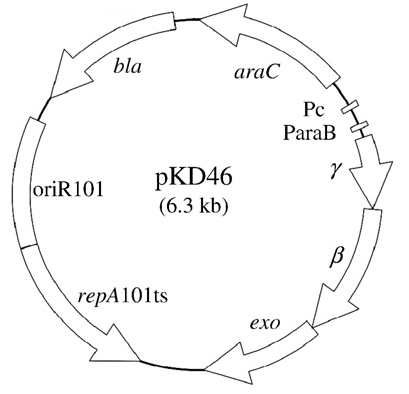 bla
araC
Pc
ParaB
γ
oriR101
pKD46
(6.3 kb)
β
repA101ts
exo